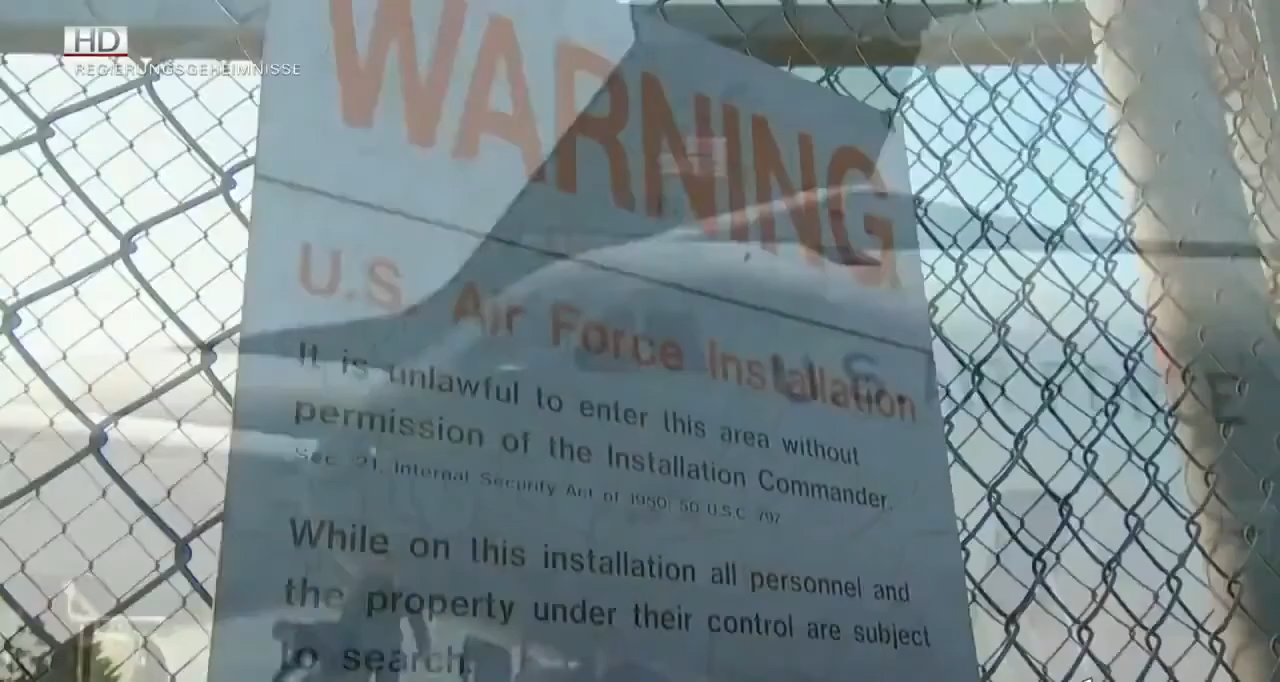 HD
REGIERUNGSGEHEIMNISSE
WARNING
U.S. Air Force Installation
It is unlawful to enter this area without
permission of the Installation Commander.
Sec. 21, Internal Security Act of 1950; 50 U.S.C. 797
While on this installation all personnel and
the property under their control are subject
to search.